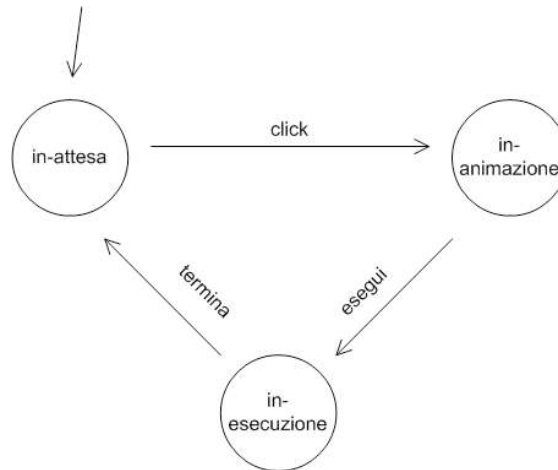 click
in-attesa
in-
animazione
termina
esegui
in-
esecuzione